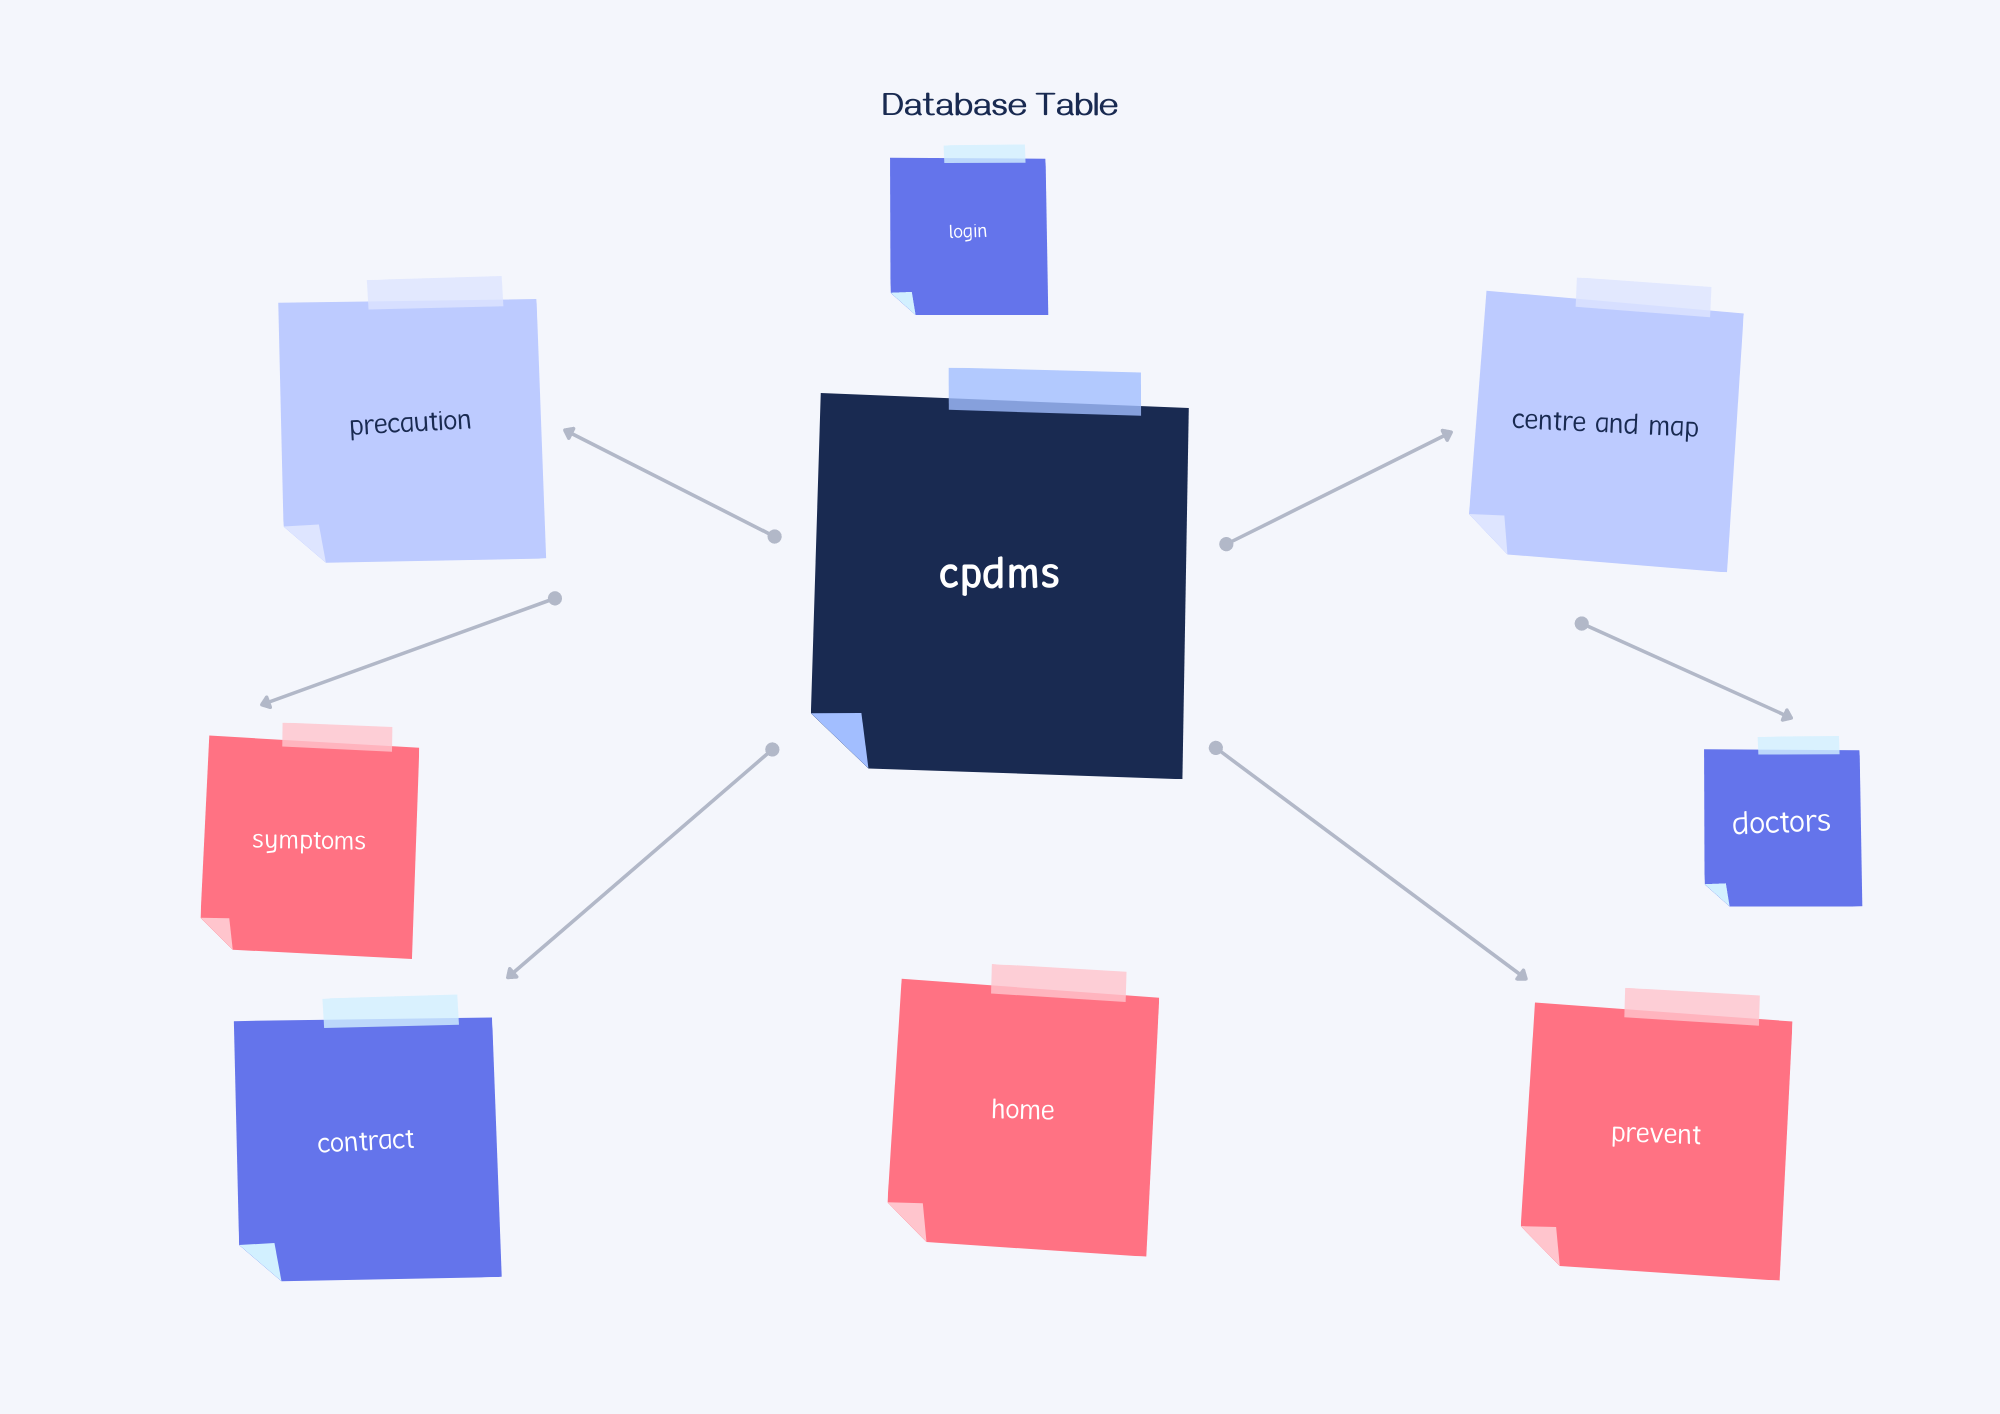 Database Table
login
precaution
centre and map
cpdms
symptoms
doctors
contract
home
prevent